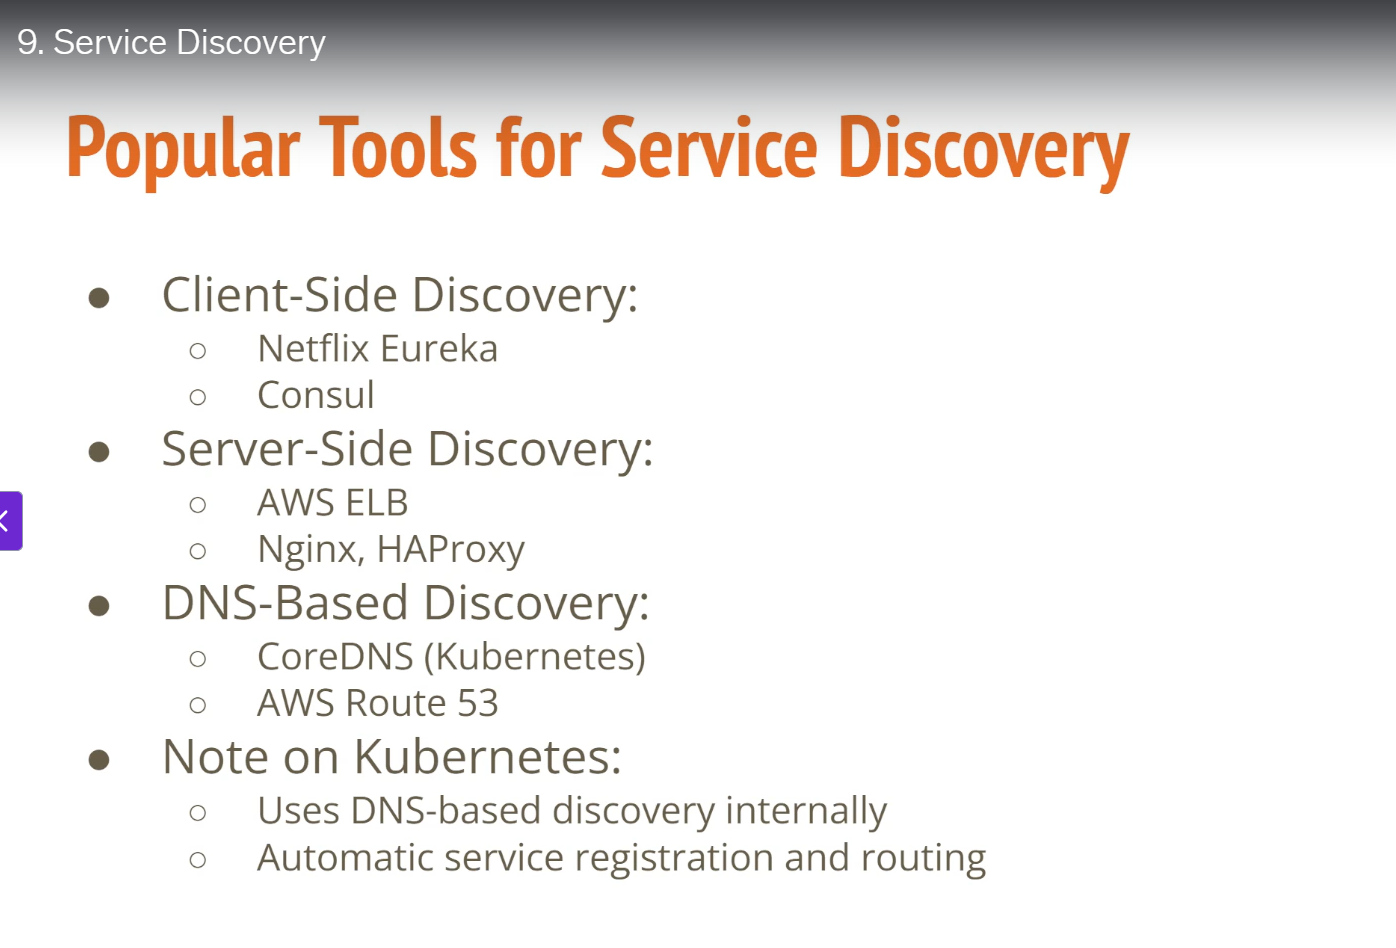 9. Service Discovery
Popular Tools for Service Discovery
● Client-Side Discovery:
○ Netflix Eureka
○ Consul
● Server-Side Discovery:
○ AWS ELB
○ Nginx, HAProxy
● DNS-Based Discovery:
○ CoreDNS (Kubernetes)
○ AWS Route 53
● Note on Kubernetes:
○ Uses DNS-based discovery internally
○ Automatic service registration and routing